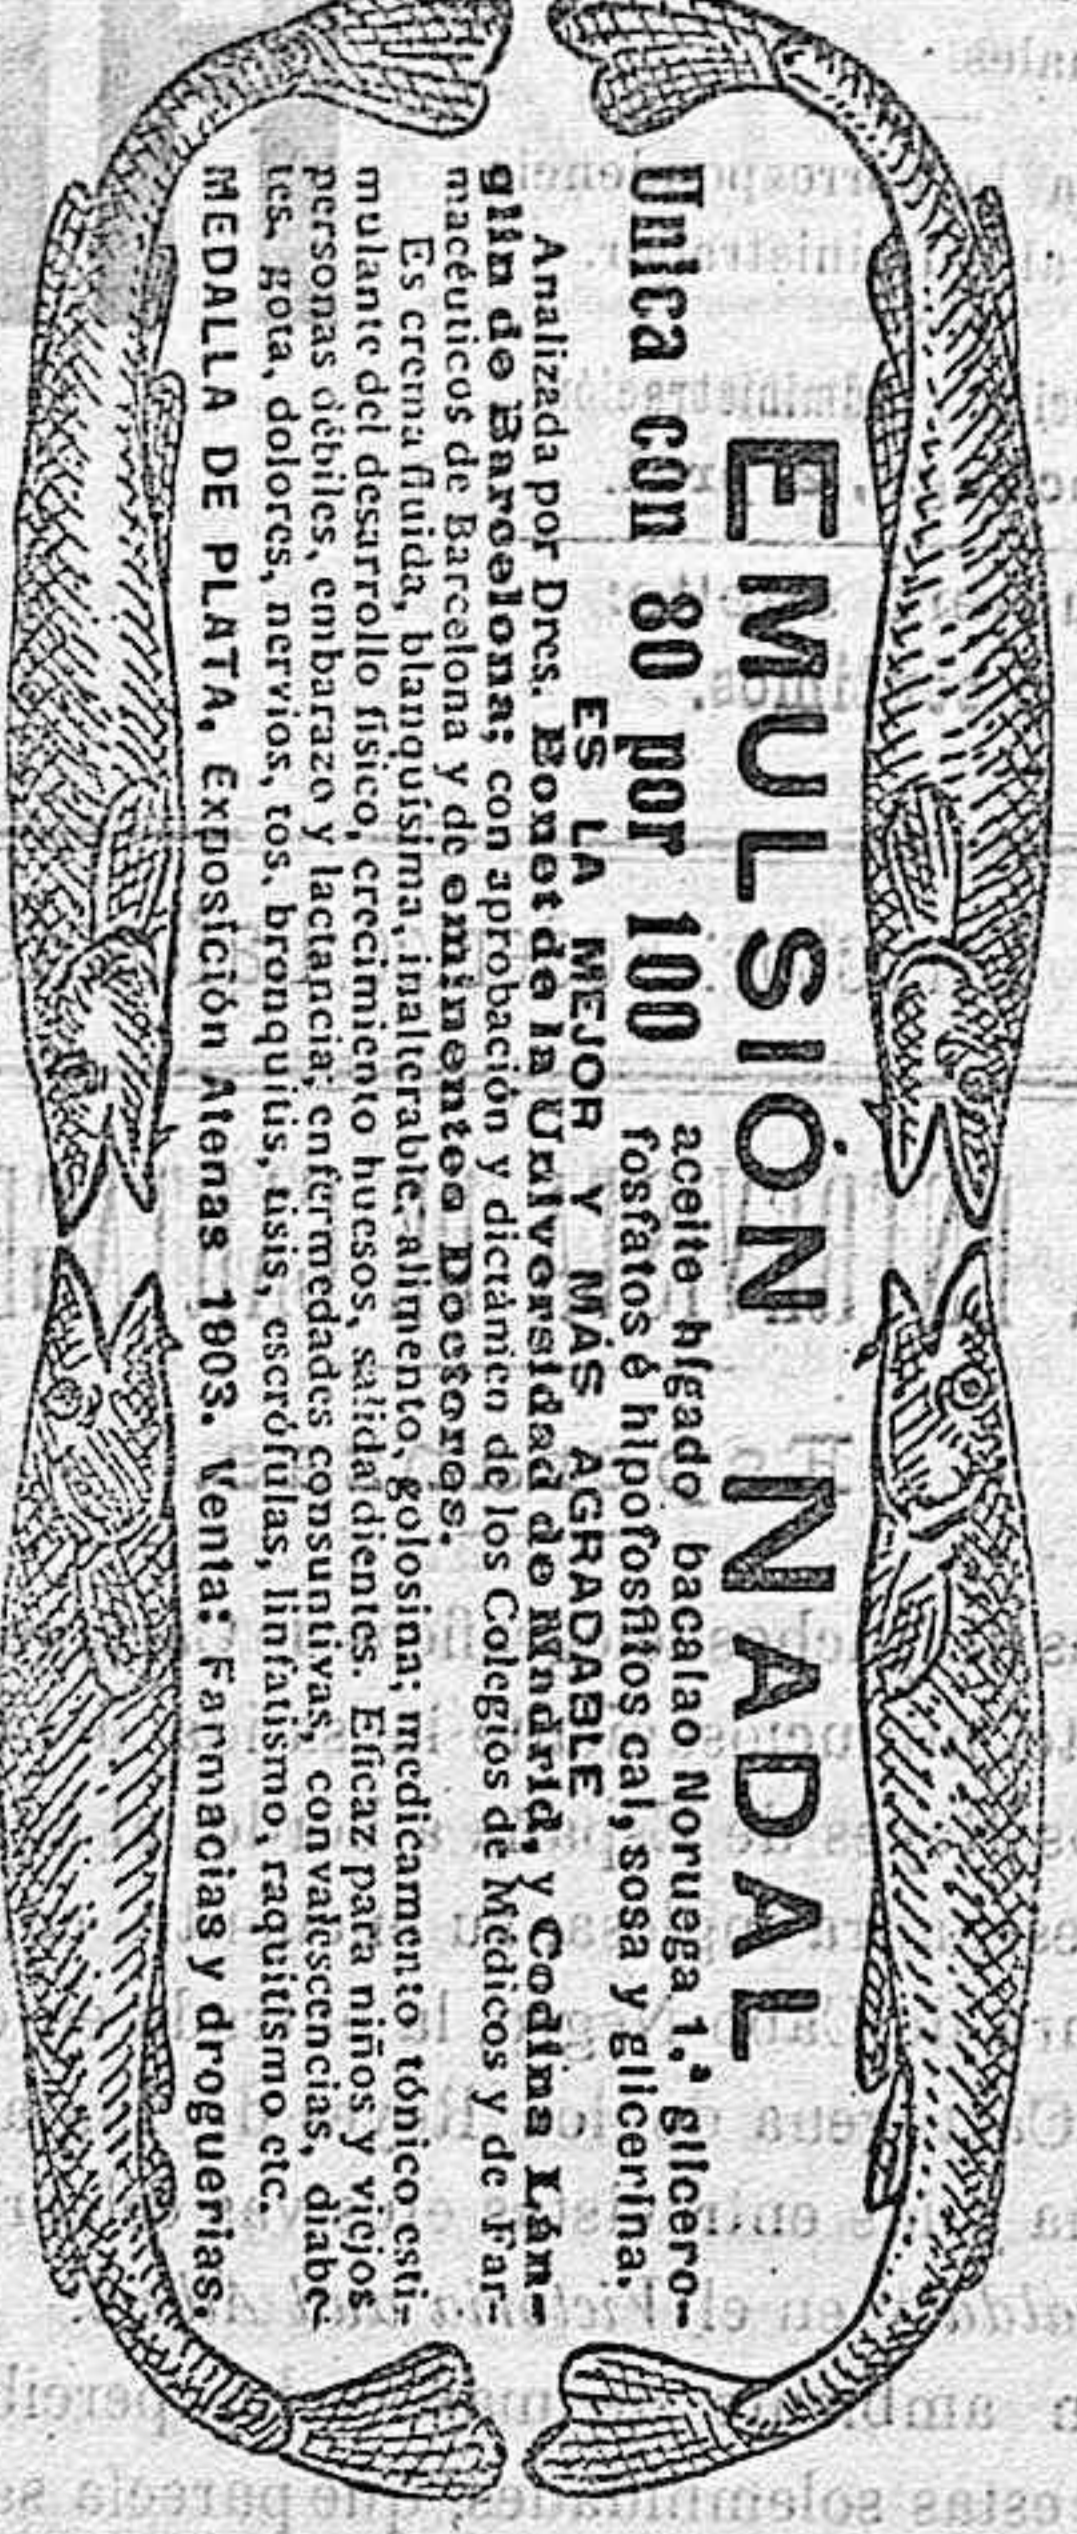 EMULSIÓN NADAL
Unica con 80 por 100 aceite hígado bacalao Noruega 1.ª glicero-
fosfatos é hipofosfitos cal, sosa y glicerina,
ES LA MEJOR Y MÁS AGRADABLE
Analizada por Dres. Bonet de la Universidad de Madrid, y Codina Län-
glin de Barcelona; con aprobación y dictámen de los Colegios de Médicos y de Far-
macéuticos de Barcelona y de eminentes Doctores.
Es crema fluida, blanquísima, inalterable; alimento, golosina; medicamento tónico esti-
mulante del desarrollo físico, crecimiento huesos, salida dientes. Eficaz para niños y viejos
personas débiles, embarazo y lactancia; enfermedades consuntivas, convalescencias, diabe-
tes, gota, dolores, nervios, tos, bronquitis, tisis, escrófulas, linfatismo, raquitismo etc.
MEDALLA DE PLATA, Exposición Atenas 1903. Venta: Farmacias y droguerias.